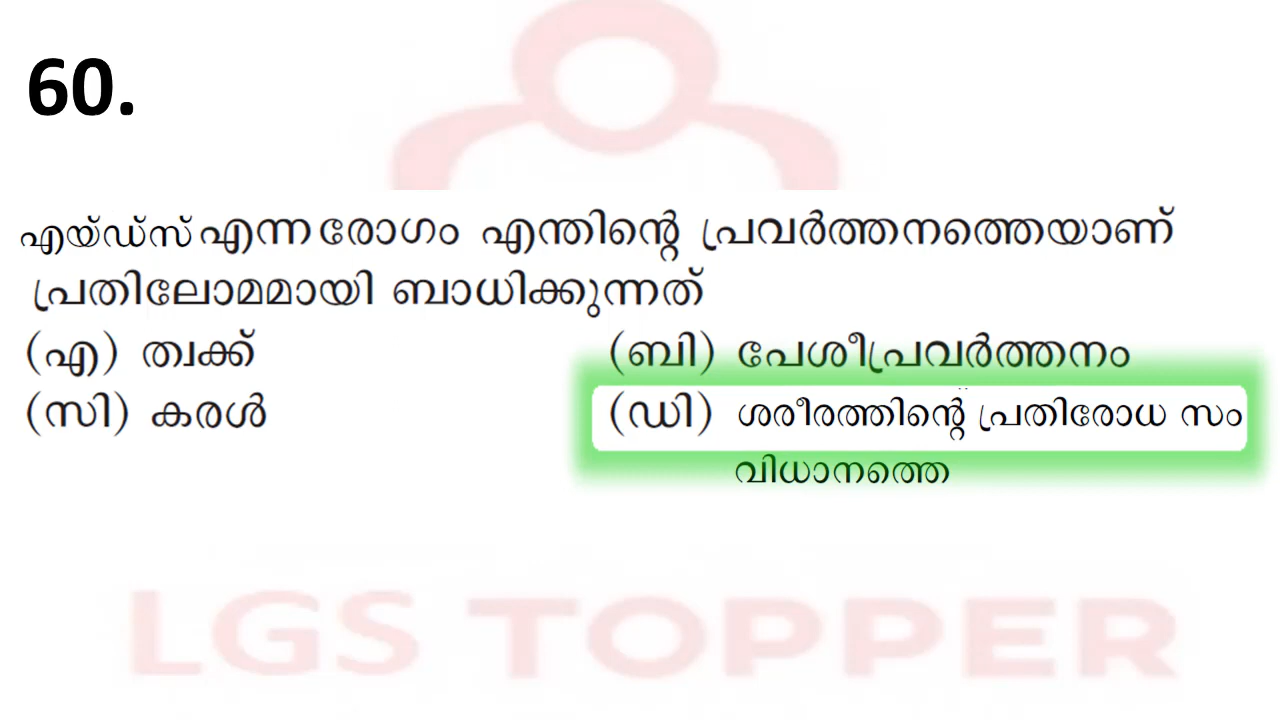 60.
എയ്ഡ്സ് എന്ന രോഗം എന്തിന്റെ പ്രവർത്തനത്തെയാണ്
പ്രതിലോമമായി ബാധിക്കുന്നത്
(എ) ത്വക്ക് (ബി) പേശീപ്രവർത്തനം
(സി) കരൾ (ഡി) ശരീരത്തിന്റെ പ്രതിരോധ സം
വിധാനത്തെ
LGS TOPPER